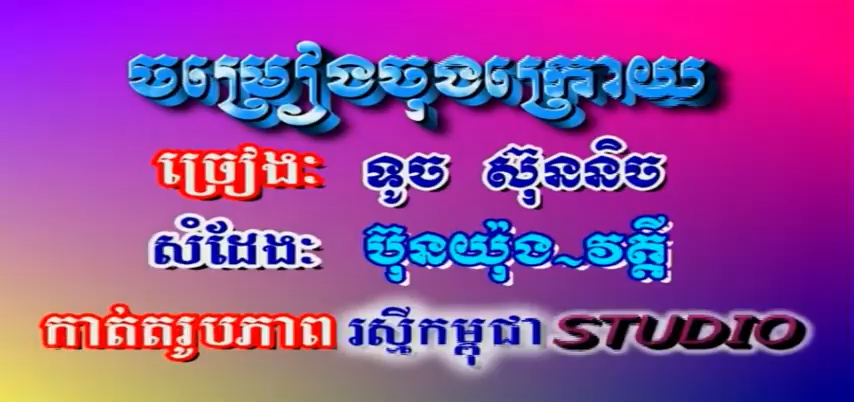 ចម្រៀងចុងក្រោយ
ច្រៀងៈ ទូច ស៊ុននិច
សំដែងៈ ប៊ុនយ៉ុង~វត្តី
កាត់តរូបភាព រស្មីកម្ពុជា STUDIO